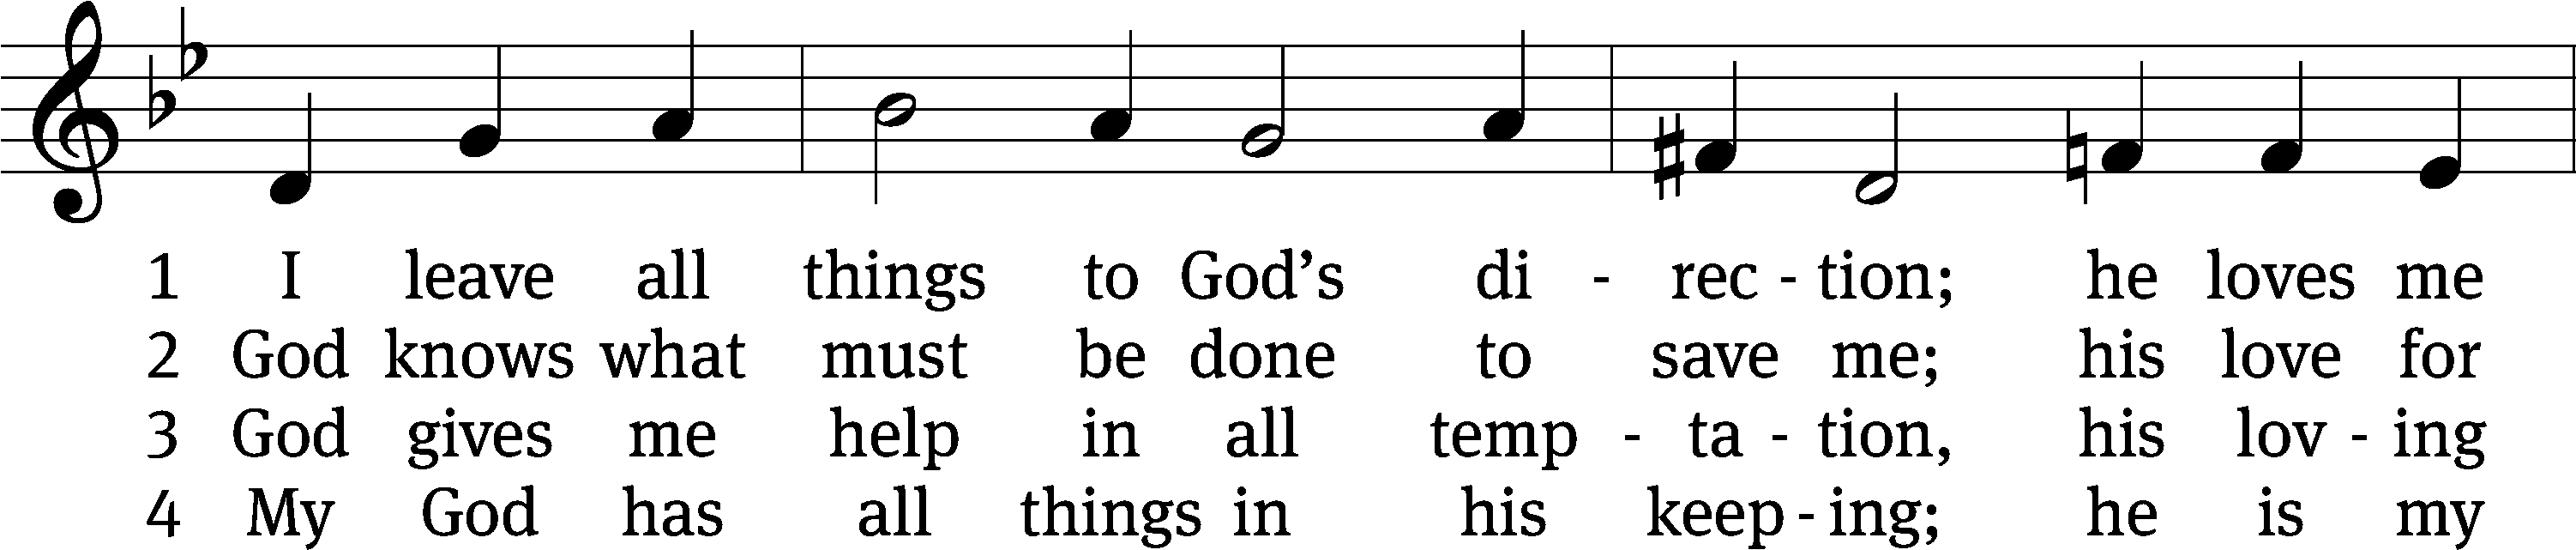 1 I leave all things to God’s di - rec - tion; he loves me
2 God knows what must be done to save me; his love for
3 God gives me help in all temp - ta - tion, his lov - ing
4 My God has all things in his keep - ing; he is my